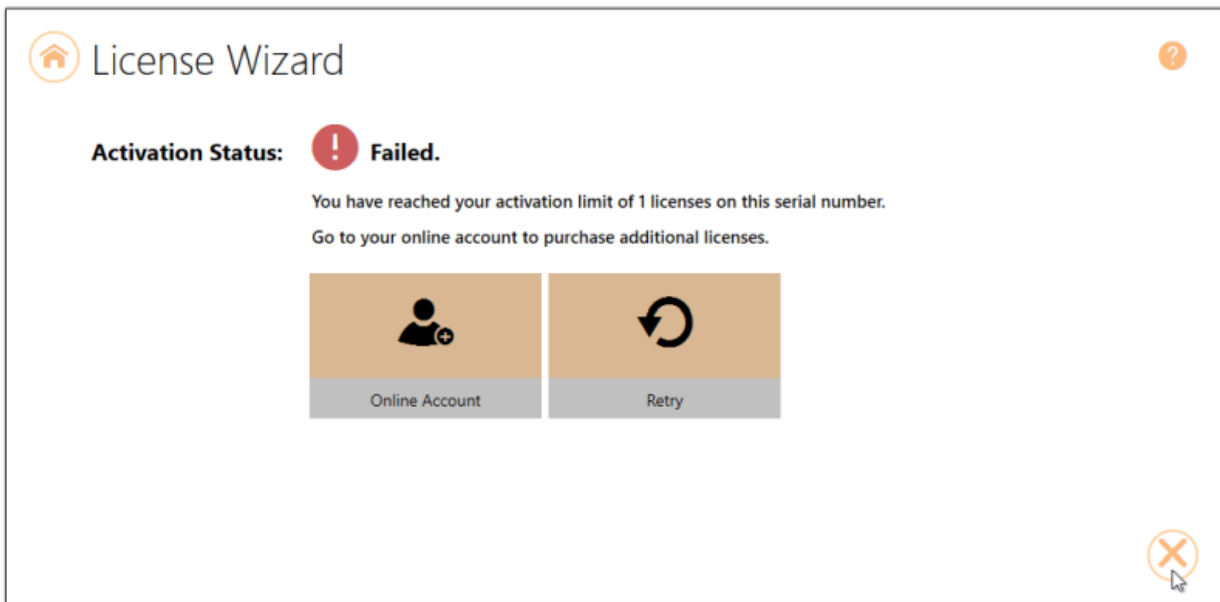 License Wizard
?
Activation Status:
! Failed.
You have reached your activation limit of 1 licenses on this serial number.
Go to your online account to purchase additional licenses.
Online Account
Retry